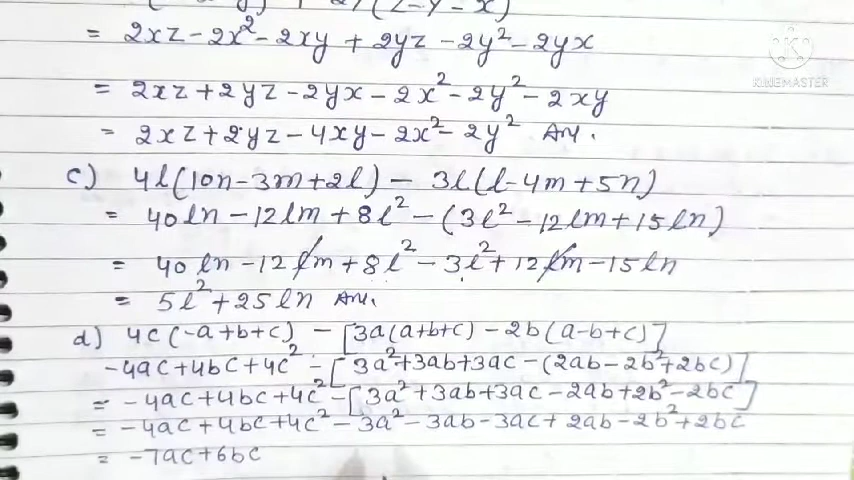 = 2xz - 2x² - 2xy + 2yz - 2y² - 2yx
KINEMASTER
= 2xz + 2yz - 2yx - 2x² - 2y² - 2xy
= 2xz + 2yz - 4xy - 2x² - 2y² Ans.
c) 4l(10n - 3m + 2l) - 3l(l - 4m + 5n)
= 40ln - 12lm + 8l² - (3l² - 12lm + 15ln)
= 40ln - 12lm + 8l² - 3l² + 12lm - 15ln
= 5l² + 25ln Ans.
d) 4c(-a+b+c) - [3a(a+b+c) - 2b(a-b+c)]
-4ac + 4bc + 4c² - [3a² + 3ab + 3ac - (2ab - 2b² + 2bc)]
= -4ac + 4bc + 4c² - [3a² + 3ab + 3ac - 2ab + 2b² - 2bc]
= -4ac + 4bc + 4c² - 3a² - 3ab - 3ac + 2ab - 2b² + 2bc
= -7ac + 6bc